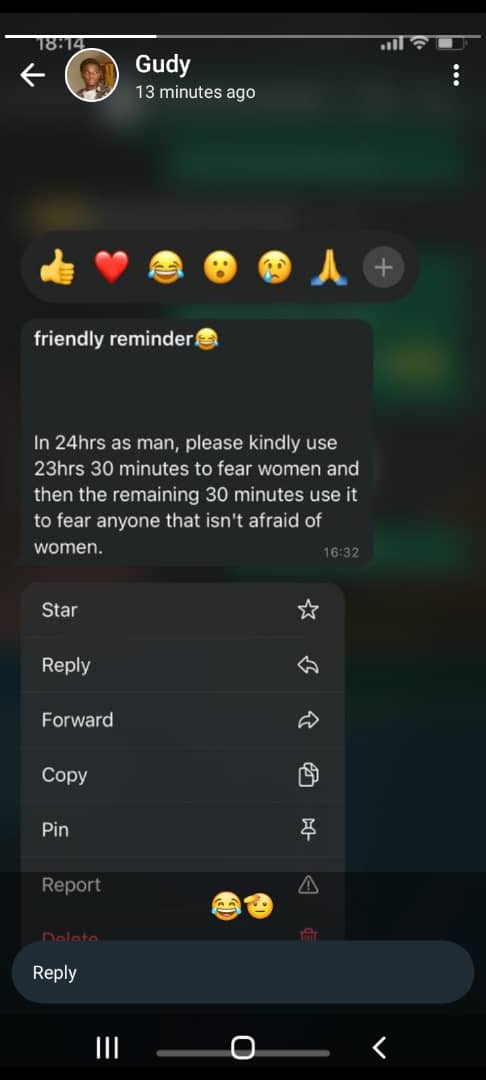 18:14
Gudy
13 minutes ago
friendly reminder😂
In 24hrs as man, please kindly use
23hrs 30 minutes to fear women and
then the remaining 30 minutes use it
to fear anyone that isn't afraid of
women.
16:32
Star
Reply
Forward
Copy
Pin
Report
😂🫡
Delete
Reply